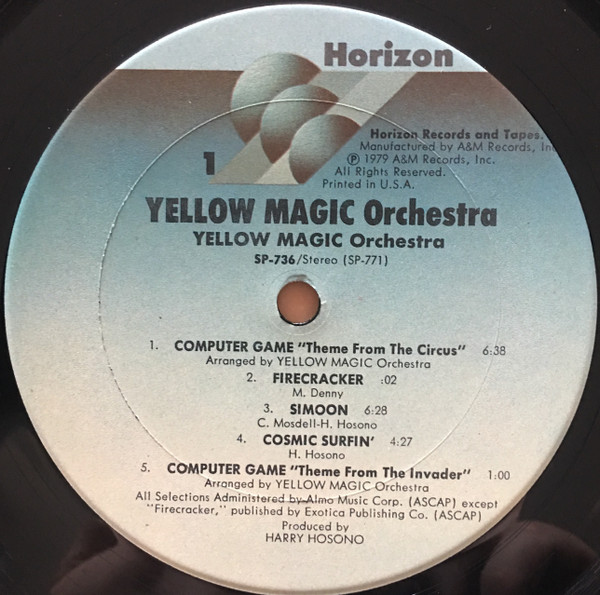 Horizon
1
Horizon Records and Tapes.
Manufactured by A&M Records, In
℗ 1979 A&M Records, Inc.
All Rights Reserved.
Printed in U.S.A.
YELLOW MAGIC Orchestra
YELLOW MAGIC Orchestra
SP-736/Stereo (SP-771)
1. COMPUTER GAME "Theme From The Circus" 6:38
Arranged by YELLOW MAGIC Orchestra
2. FIRECRACKER :02
M. Denny
3. SIMOON 6:28
C. Mosdell-H. Hosono
4. COSMIC SURFIN' 4:27
H. Hosono
5. COMPUTER GAME "Theme From The Invader" 1:00
Arranged by YELLOW MAGIC Orchestra
All Selections Administered by Almo Music Corp. (ASCAP) except
"Firecracker," published by Exotica Publishing Co. (ASCAP)
Produced by
HARRY HOSONO